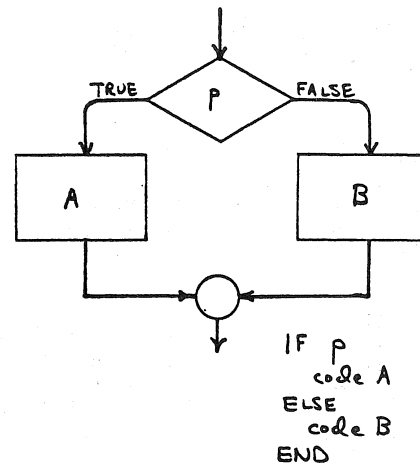 P
TRUE
FALSE
A
B
IF P
code A
ELSE
code B
END